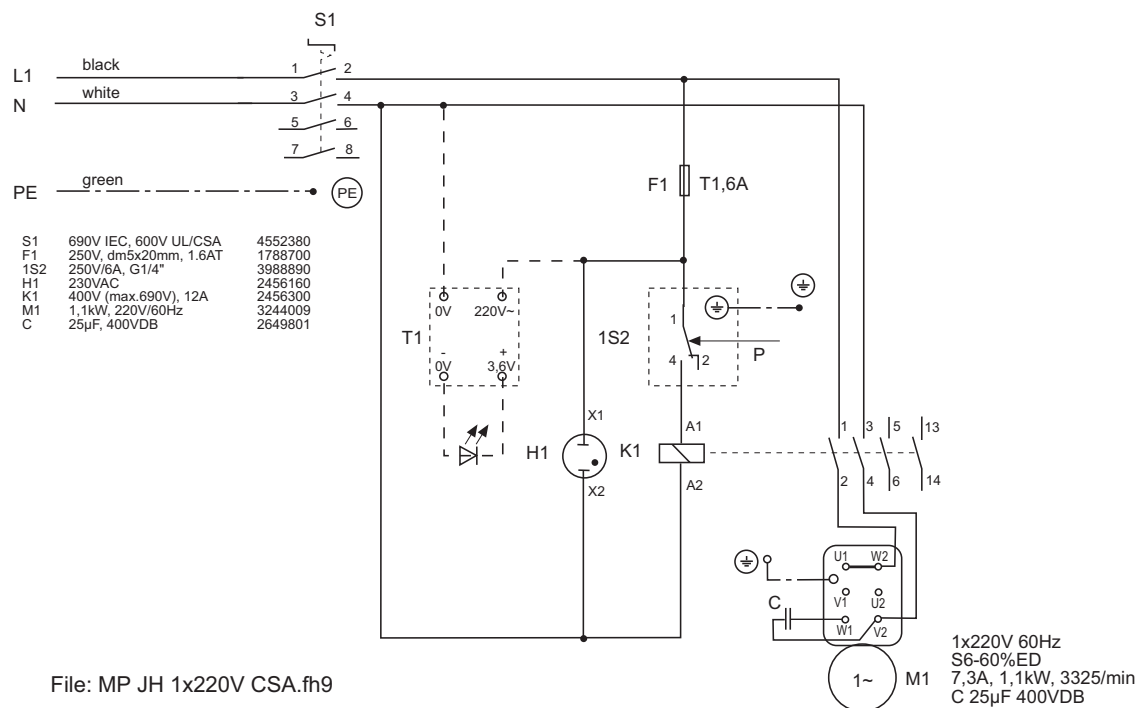 S1
L1 black 1 2
N white 3 4
5 6
7 8
PE green PE
S1 690V IEC, 600V UL/CSA 4552380
F1 250V, dm5x20mm, 1.6AT 1788700
1S2 250V/6A, G1/4" 3988890
H1 230VAC 2456160
K1 400V (max.690V), 12A 2456300
M1 1,1kW, 220V/60Hz 3244009
C 25µF, 400VDB 2649801
F1 T1,6A
T1
0V 220V~
- +
0V 3,6V
1S2
1
4 2
P
X1
H1
X2
A1
K1
A2
1 3 5 13
2 4 6 14
U1 W2
V1 U2
W1 V2
C
1~ M1
1x220V 60Hz
S6-60%ED
7,3A, 1,1kW, 3325/min
C 25µF 400VDB
File: MP JH 1x220V CSA.fh9